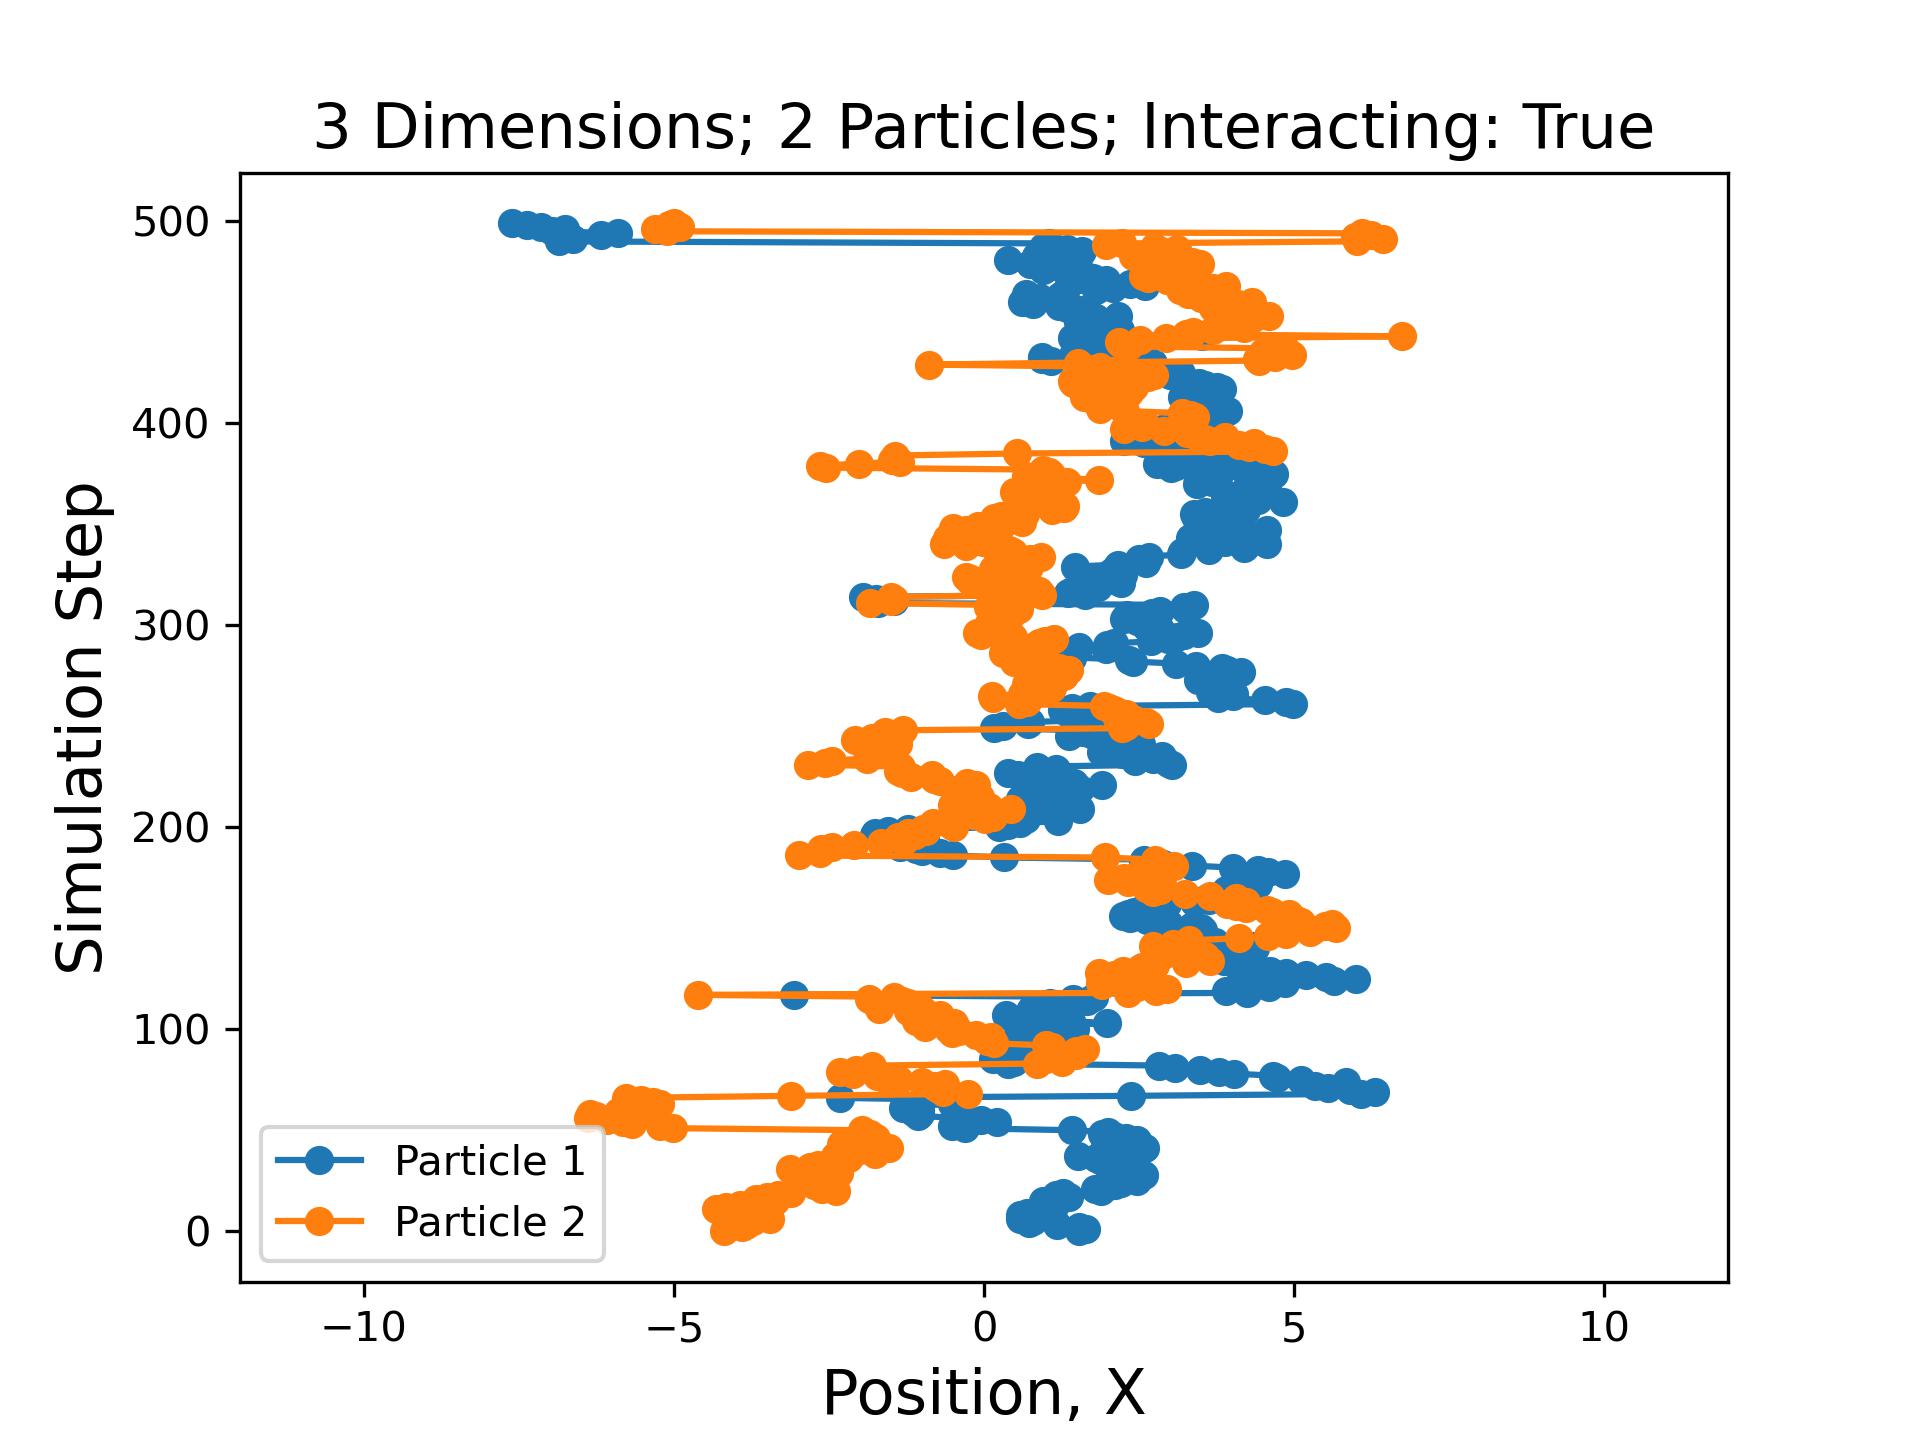 3 Dimensions; 2 Particles; Interacting: True
Simulation Step
500
400
300
200
100
0
Particle 1
Particle 2
−10
−5
0
5
10
Position, X